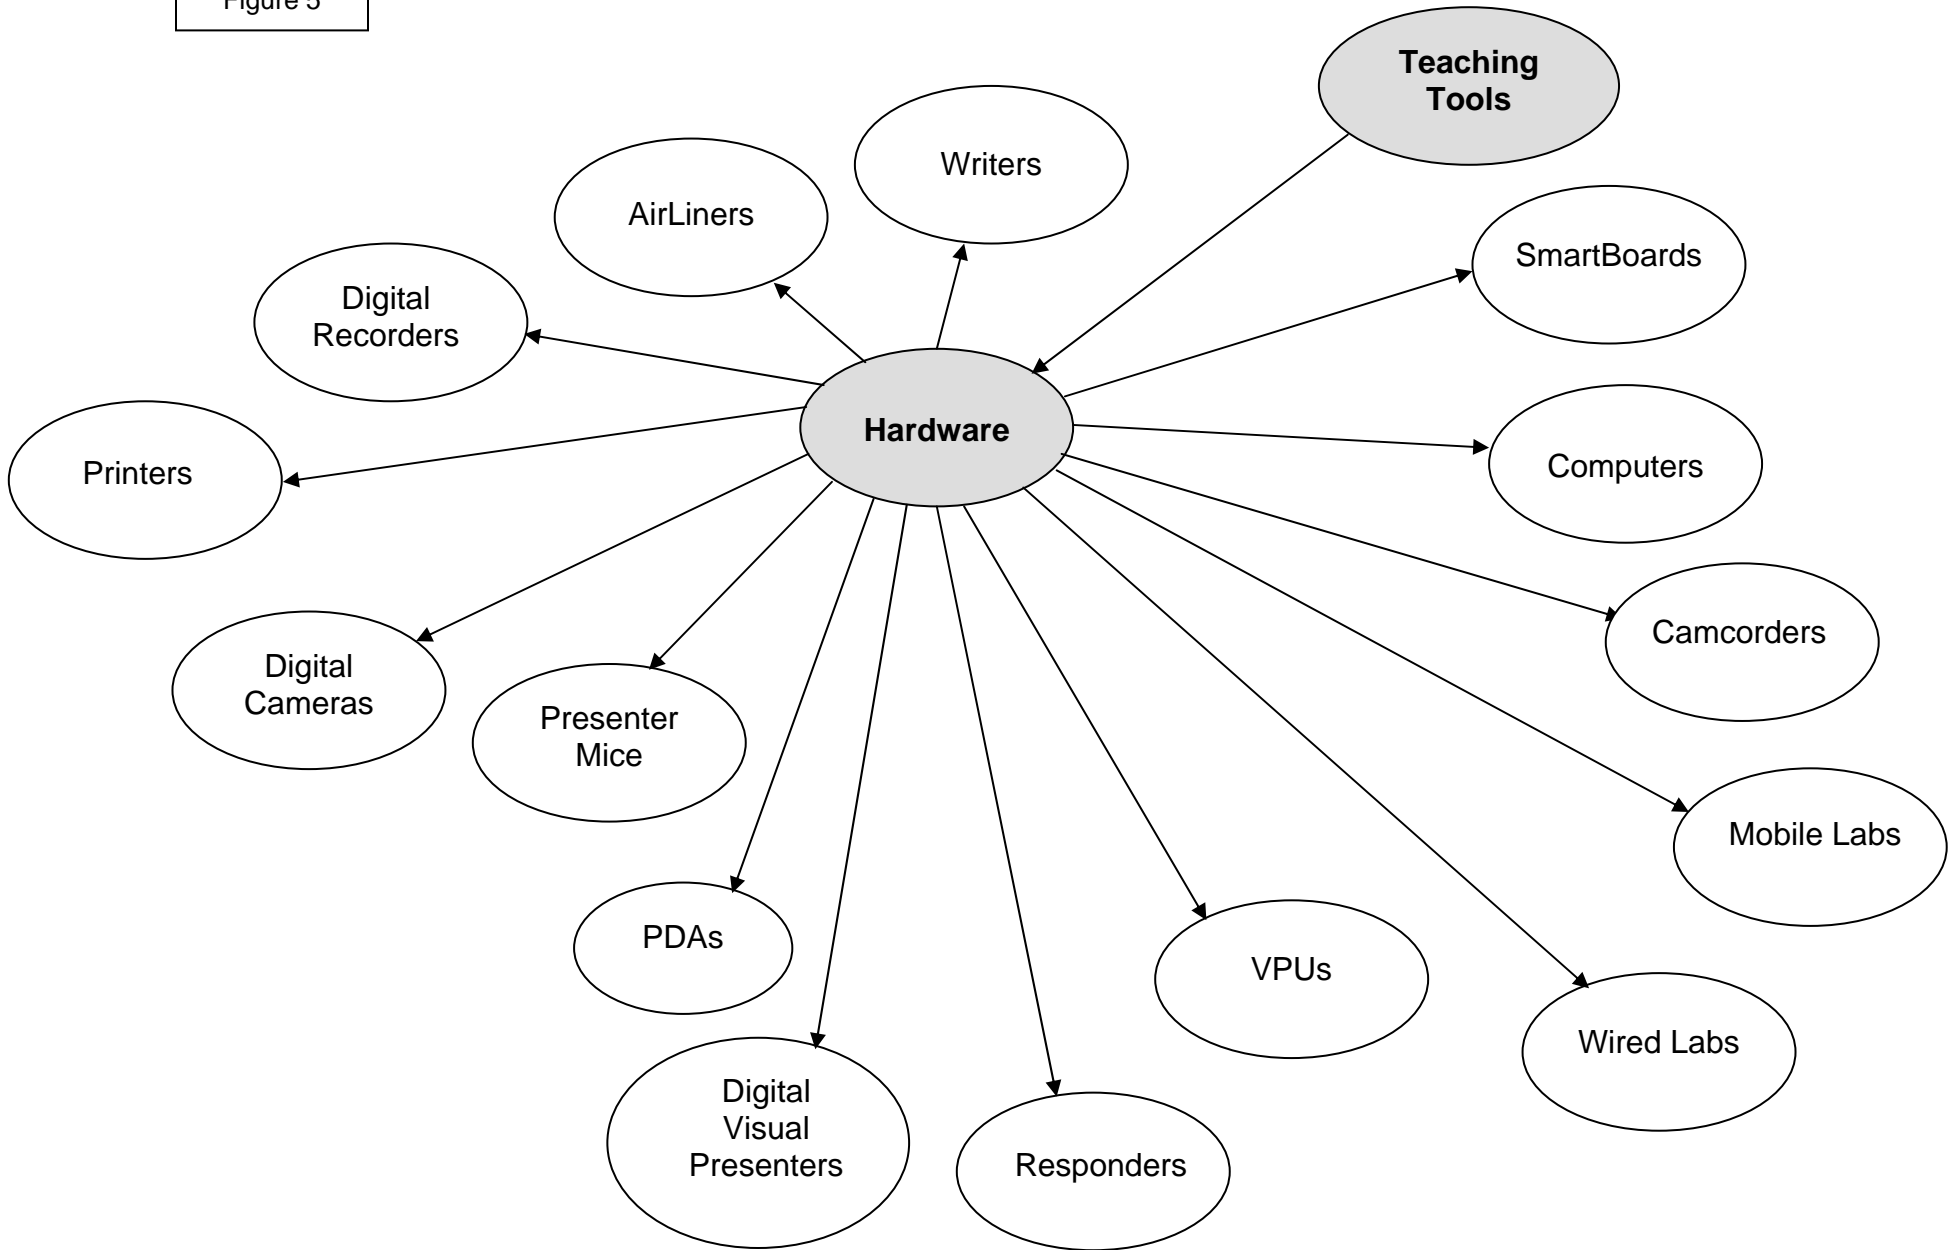 Figure 5
Teaching
Tools
Writers
AirLiners
SmartBoards
Digital
Recorders
Hardware
Computers
Printers
Camcorders
Digital
Cameras
Presenter
Mice
Mobile Labs
PDAs
VPUs
Wired Labs
Digital
Visual
Presenters
Responders